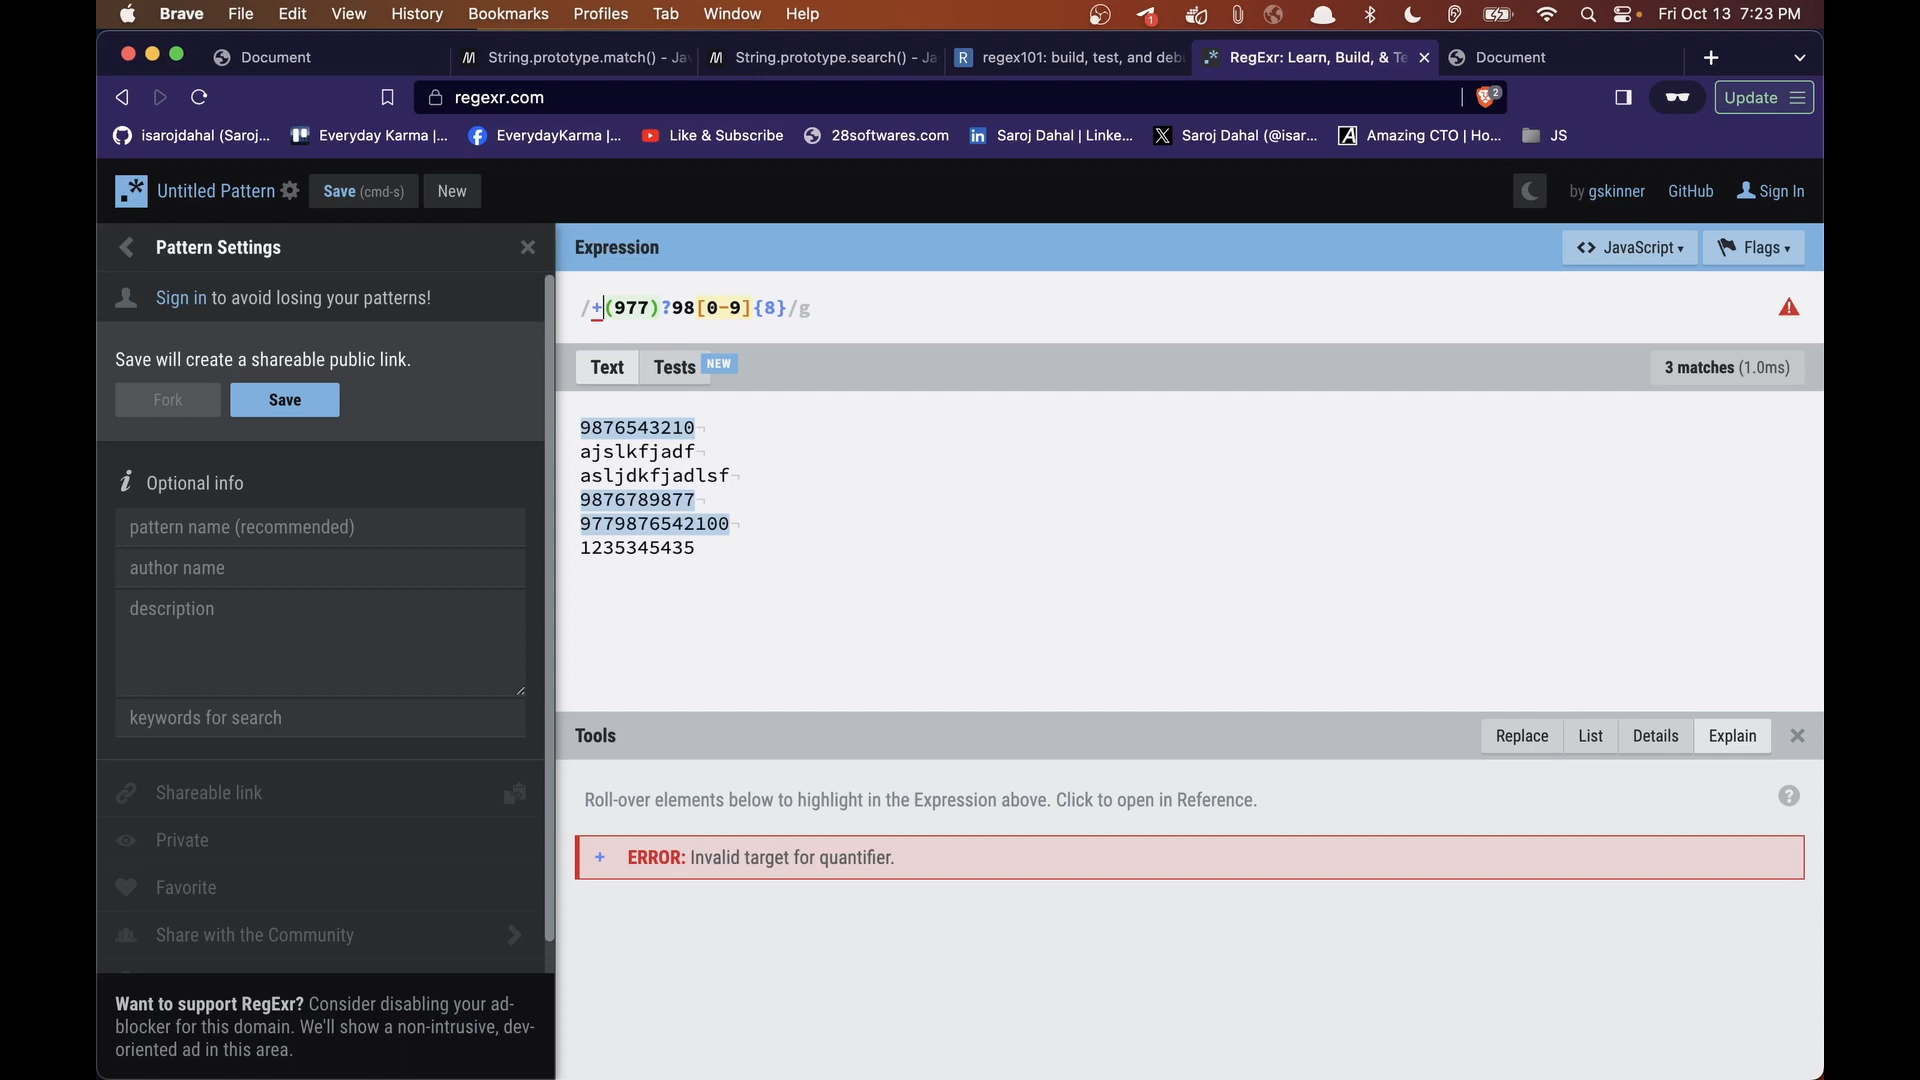 Brave File Edit View History Bookmarks Profiles Tab Window Help 1 Fri Oct 13 7:23 PM
Document String.prototype.match() - Ja String.prototype.search() - Ja R regex101: build, test, and deb RegExr: Learn, Build, & Te Document
regexr.com 2 Update
isarojdahal (Saroj... Everyday Karma |... EverydayKarma |... Like & Subscribe 28softwares.com Saroj Dahal | Linke... Saroj Dahal (@isar... Amazing CTO | Ho... JS
Untitled Pattern Save (cmd-s) New by gskinner GitHub Sign In
Pattern Settings
Sign in to avoid losing your patterns!
Save will create a shareable public link.
Fork Save
Optional info
pattern name (recommended)
author name
description
keywords for search
Shareable link
Private
Favorite
Share with the Community
Want to support RegExr? Consider disabling your ad-
blocker for this domain. We'll show a non-intrusive, dev-
oriented ad in this area.
Expression <> JavaScript Flags
/+(977)?98[0-9]{8}/g
Text Tests NEW 3 matches (1.0ms)
9876543210
ajslkfjadf
asljdkfjadlsf
9876789877
9779876542100
1235345435
Tools Replace List Details Explain
Roll-over elements below to highlight in the Expression above. Click to open in Reference.
+ ERROR: Invalid target for quantifier.